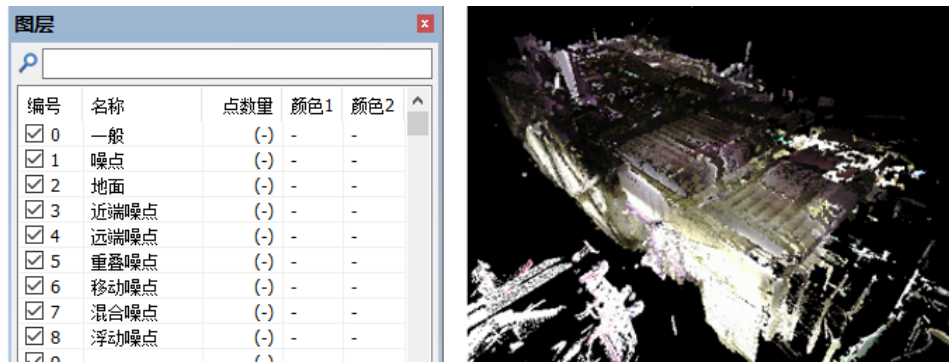 图层
编号 名称 点数量 颜色1 颜色2
0 一般 (-) - -
1 噪点 (-) - -
2 地面 (-) - -
3 近端噪点 (-) - -
4 远端噪点 (-) - -
5 重叠噪点 (-) - -
6 移动噪点 (-) - -
7 混合噪点 (-) - -
8 浮动噪点 (-) - -